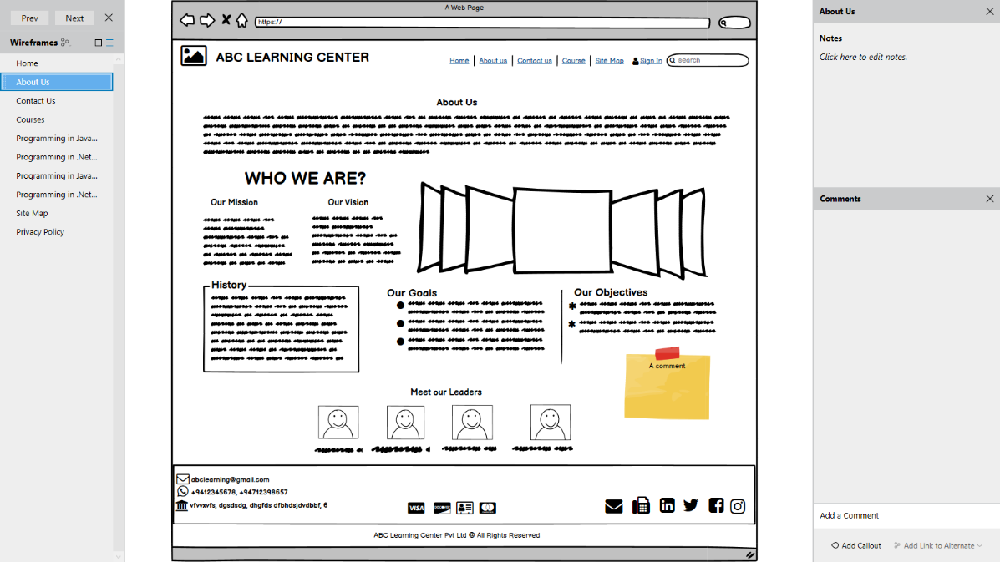 Prev Next
Wireframes
Home
About Us
Contact Us
Courses
Programming in Java...
Programming in .Net...
Programming in Java...
Programming in .Net...
Site Map
Privacy Policy
A Web Page
https://
ABC LEARNING CENTER
Home About us Contact us Course Site Map Sign In search
About Us
WHO WE ARE?
Our Mission Our Vision
History
Our Goals
Our Objectives
A comment
Meet our Leaders
abclearning@gmail.com
+9412345678, +94712398657
vfvvxvfs, dgsdsdg, dhgfds dfbhdsjdvdbbf, 6
VISA DISCOVER
ABC Learning Center Pvt Ltd © All Rights Reserved
About Us
Notes
Click here to edit notes.
Comments
Add a Comment
Add Callout Add Link to Alternate